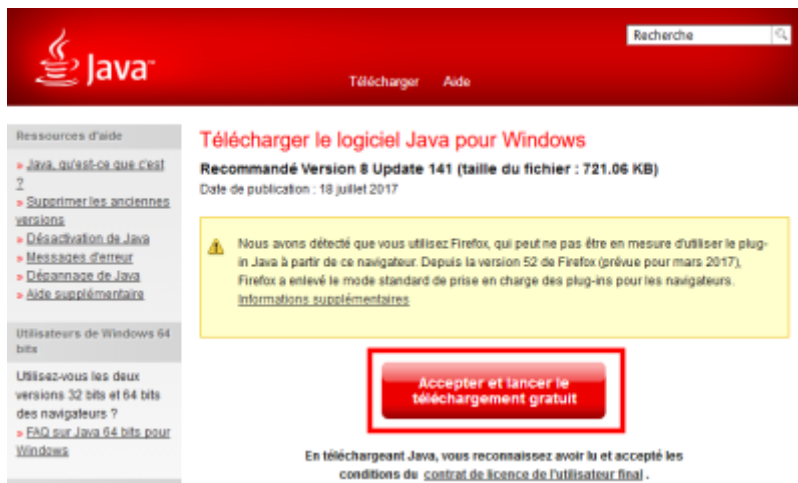 Java
Recherche
Télécharger Aide
Ressources d'aide
» Java, qu'est-ce que c'est
?
» Supprimer les anciennes
versions
» Désactivation de Java
» Messages d'erreur
» Dépannage de Java
» Aide supplémentaire
Utilisateurs de Windows 64
bits
Utilisez-vous les deux
versions 32 bits et 64 bits
des navigateurs ?
» FAQ sur Java 64 bits pour
Windows
Télécharger le logiciel Java pour Windows
Recommandé Version 8 Update 141 (taille du fichier : 721.06 KB)
Date de publication : 18 juillet 2017
Nous avons détecté que vous utilisez Firefox, qui peut ne pas être en mesure d'utiliser le plug-
in Java à partir de ce navigateur. Depuis la version 52 de Firefox (prévue pour mars 2017),
Firefox a enlevé le mode standard de prise en charge des plug-ins pour les navigateurs.
Informations supplémentaires
Accepter et lancer le
téléchargement gratuit
En téléchargeant Java, vous reconnaissez avoir lu et accepté les
conditions du contrat de licence de l'utilisateur final .